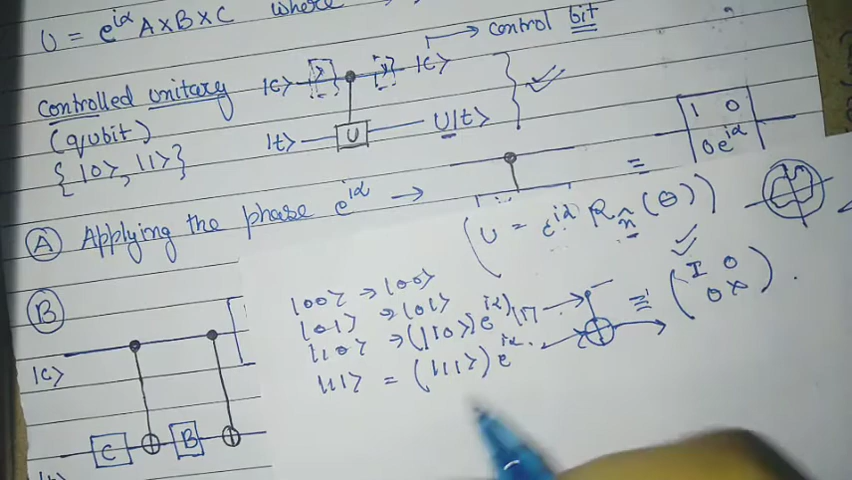 U = e^{iα} A×B×C where
control bit
Controlled unitary |c> |c>
(qubit) |t> U U|t>
{|0>, |1>}
1 0
0 e^{iα}
(A) Applying the phase e^{iα} → ≡
(U = e^{iα} R_n̂(θ))
|00> → |00>
|01> → |01>
|10> → (|10>) e^{iα}
|11> = (|11>) e^{iα}
≡ (I 0
0 X) .
(B)
|c>
C B